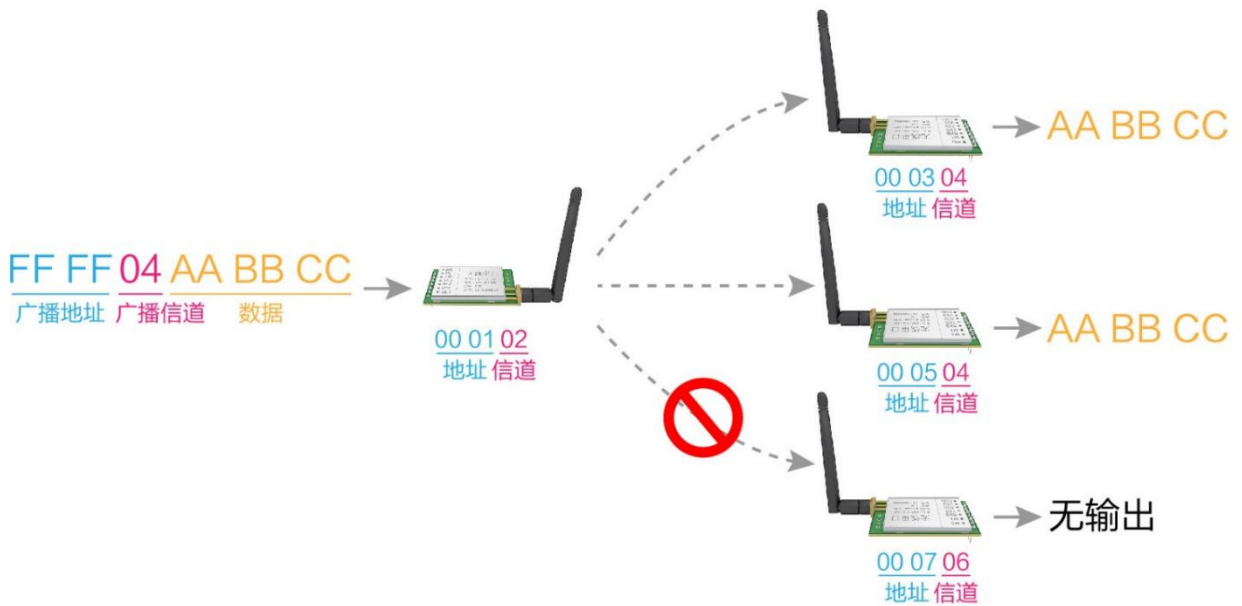 FF FF 04 AA BB CC
广播地址 广播信道 数据
00 01 02
地址 信道
AA BB CC
00 03 04
地址 信道
AA BB CC
00 05 04
地址 信道
无输出
00 07 06
地址 信道